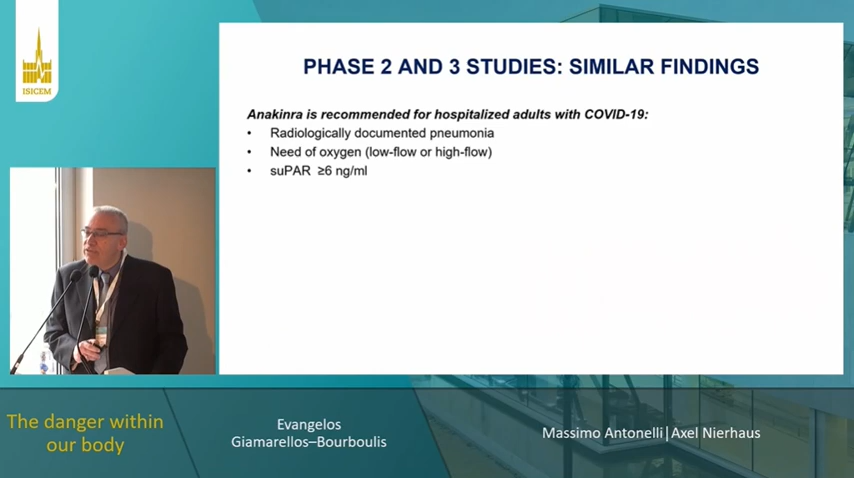 ISICEM
PHASE 2 AND 3 STUDIES: SIMILAR FINDINGS
Anakinra is recommended for hospitalized adults with COVID-19:
• Radiologically documented pneumonia
• Need of oxygen (low-flow or high-flow)
• suPAR ≥6 ng/ml
The danger within
our body
Evangelos
Giamarellos–Bourboulis
Massimo Antonelli|Axel Nierhaus